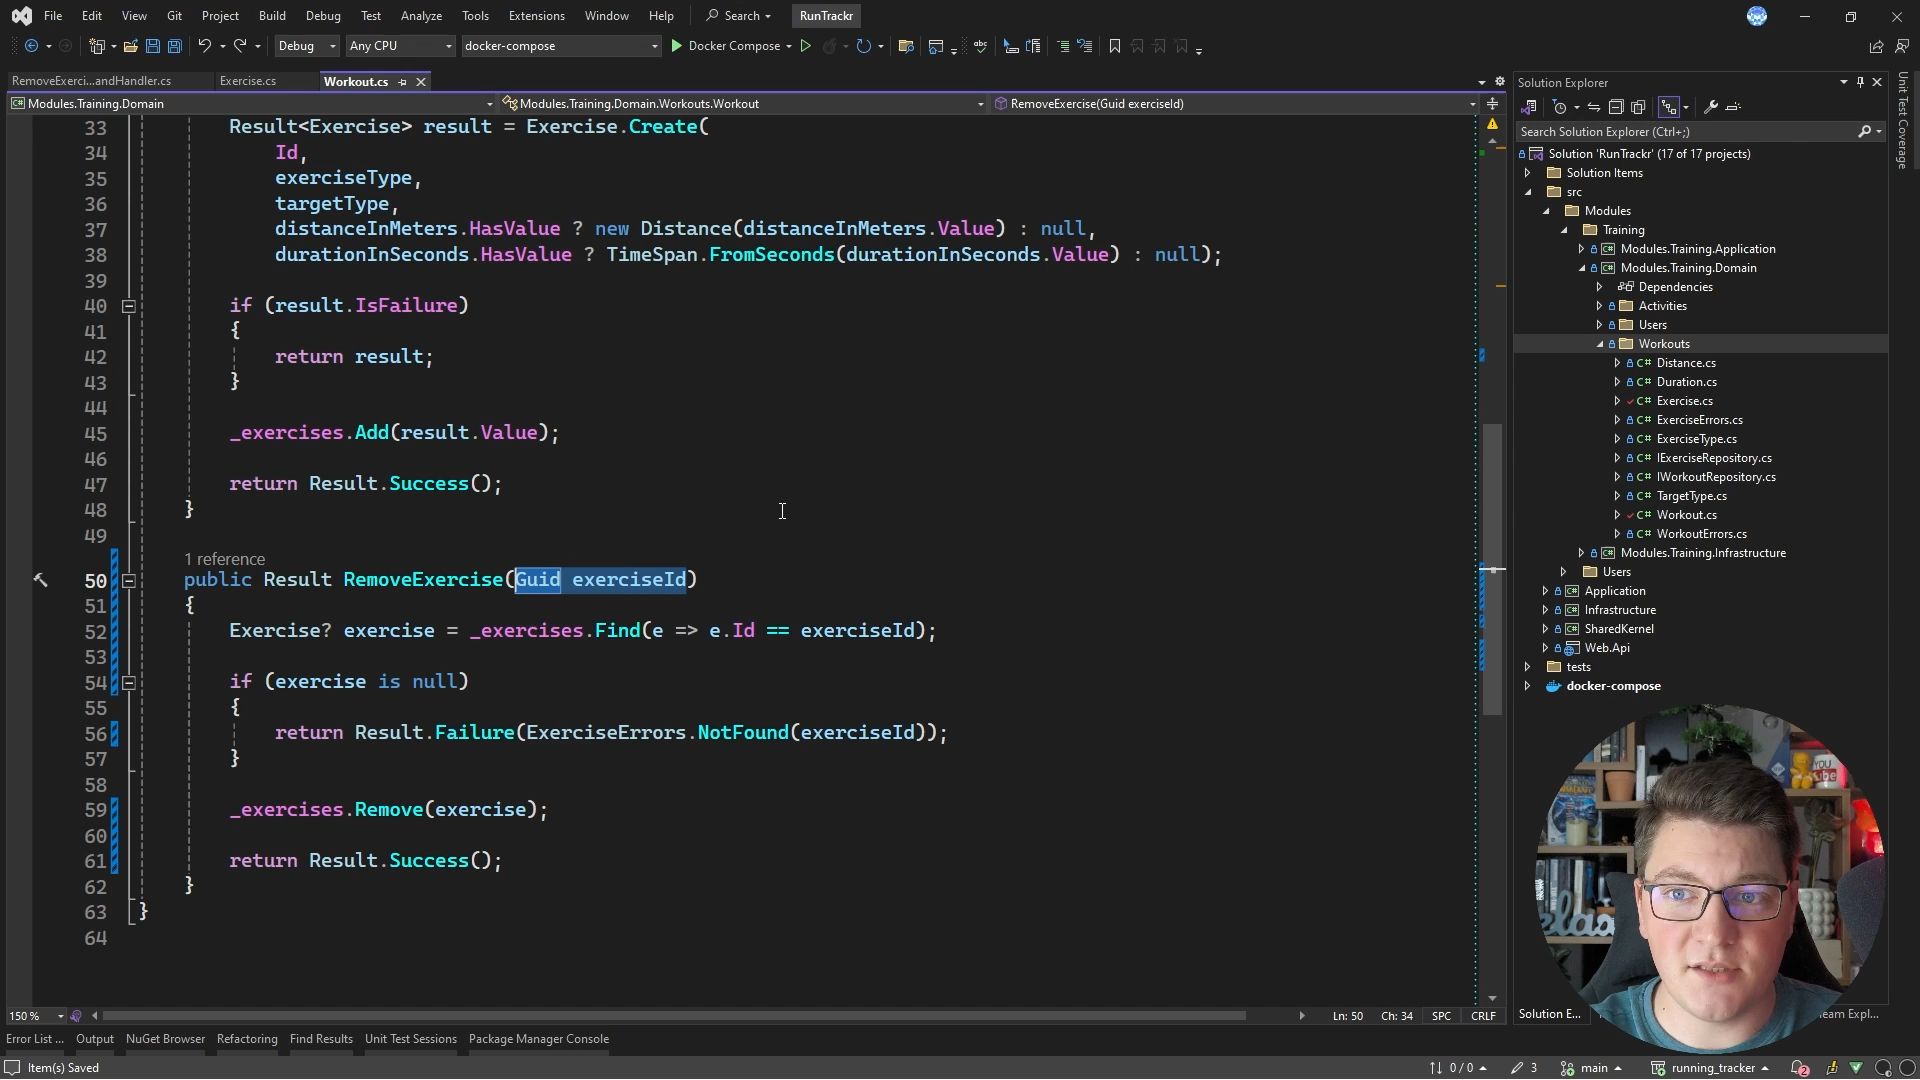 File Edit View Git Project Build Debug Test Analyze Tools Extensions Window Help Search RunTrackr
Debug Any CPU docker-compose Docker Compose
RemoveExerci...andHandler.cs Exercise.cs Workout.cs
Modules.Training.Domain Modules.Training.Domain.Workouts.Workout RemoveExercise(Guid exerciseId)
33 Result<Exercise> result = Exercise.Create(
34 Id,
35 exerciseType,
36 targetType,
37 distanceInMeters.HasValue ? new Distance(distanceInMeters.Value) : null,
38 durationInSeconds.HasValue ? TimeSpan.FromSeconds(durationInSeconds.Value) : null);
39
40 if (result.IsFailure)
41 {
42 return result;
43 }
44
45 _exercises.Add(result.Value);
46
47 return Result.Success();
48 }
49
1 reference
50 public Result RemoveExercise(Guid exerciseId)
51 {
52 Exercise? exercise = _exercises.Find(e => e.Id == exerciseId);
53
54 if (exercise is null)
55 {
56 return Result.Failure(ExerciseErrors.NotFound(exerciseId));
57 }
58
59 _exercises.Remove(exercise);
60
61 return Result.Success();
62 }
63 }
64
150 % Ln: 50 Ch: 34 SPC CRLF
Solution Explorer
Search Solution Explorer (Ctrl+;)
Solution 'RunTrackr' (17 of 17 projects)
Solution Items
src
Modules
Training
C# Modules.Training.Application
C# Modules.Training.Domain
Dependencies
Activities
Users
Workouts
C# Distance.cs
C# Duration.cs
C# Exercise.cs
C# ExerciseErrors.cs
C# ExerciseType.cs
C# IExerciseRepository.cs
C# IWorkoutRepository.cs
C# TargetType.cs
C# Workout.cs
C# WorkoutErrors.cs
C# Modules.Training.Infrastructure
Users
C# Application
C# Infrastructure
C# SharedKernel
Web.Api
tests
docker-compose
Unit Test Coverage
YOU
elax
Solution E... eam Expl...
Error List ... Output NuGet Browser Refactoring Find Results Unit Test Sessions Package Manager Console
Item(s) Saved 0 / 0 3 main running_tracker 2